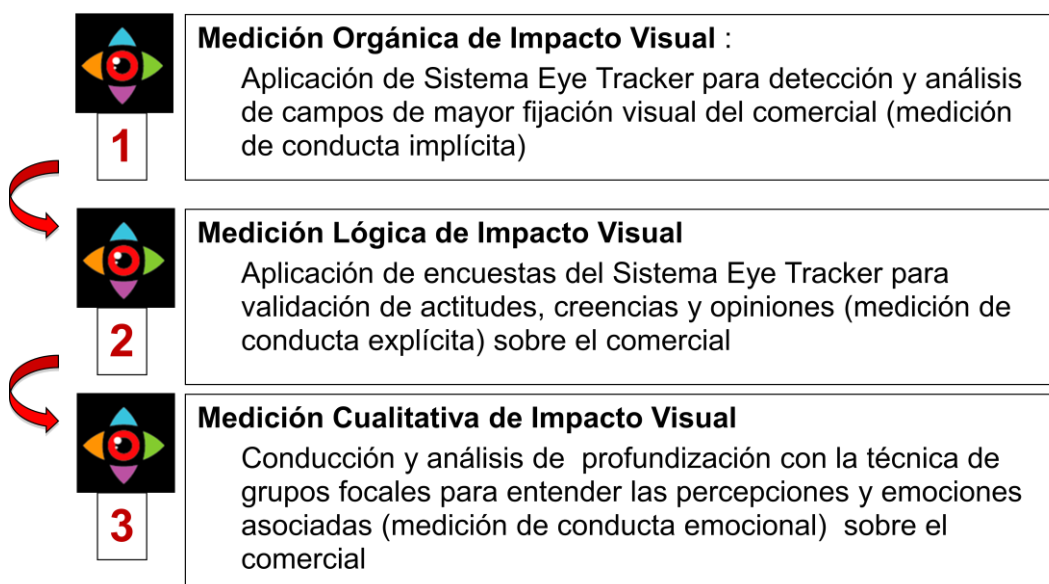 Medición Orgánica de Impacto Visual :
Aplicación de Sistema Eye Tracker para detección y análisis
de campos de mayor fijación visual del comercial (medición
de conducta implícita)
1
Medición Lógica de Impacto Visual
Aplicación de encuestas del Sistema Eye Tracker para
validación de actitudes, creencias y opiniones (medición de
conducta explícita) sobre el comercial
2
Medición Cualitativa de Impacto Visual
Conducción y análisis de  profundización con la técnica de
grupos focales para entender las percepciones y emociones
asociadas (medición de conducta emocional)  sobre el
comercial
3